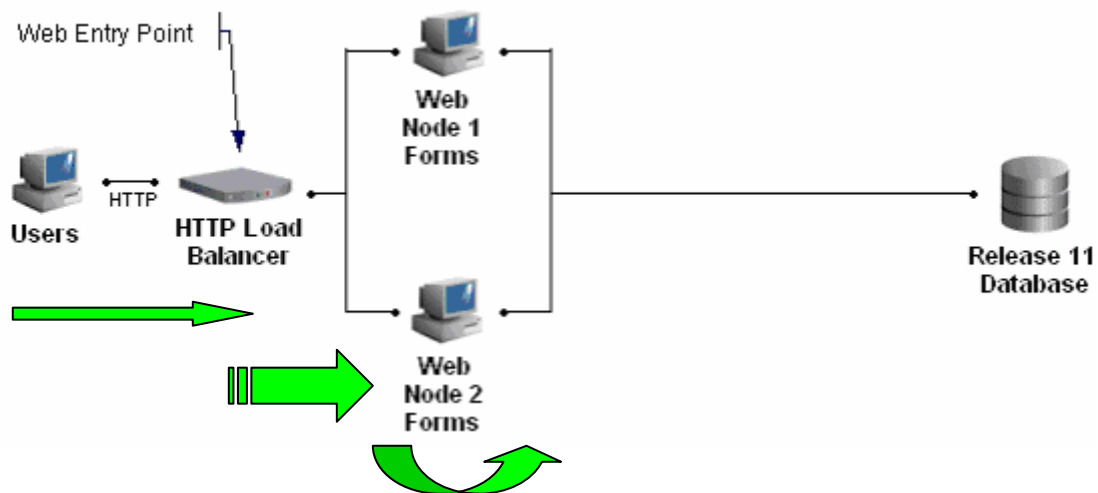 Web Entry Point
Web
Node 1
Forms
HTTP
Users
HTTP Load
Balancer
Release 11
Database
Web
Node 2
Forms